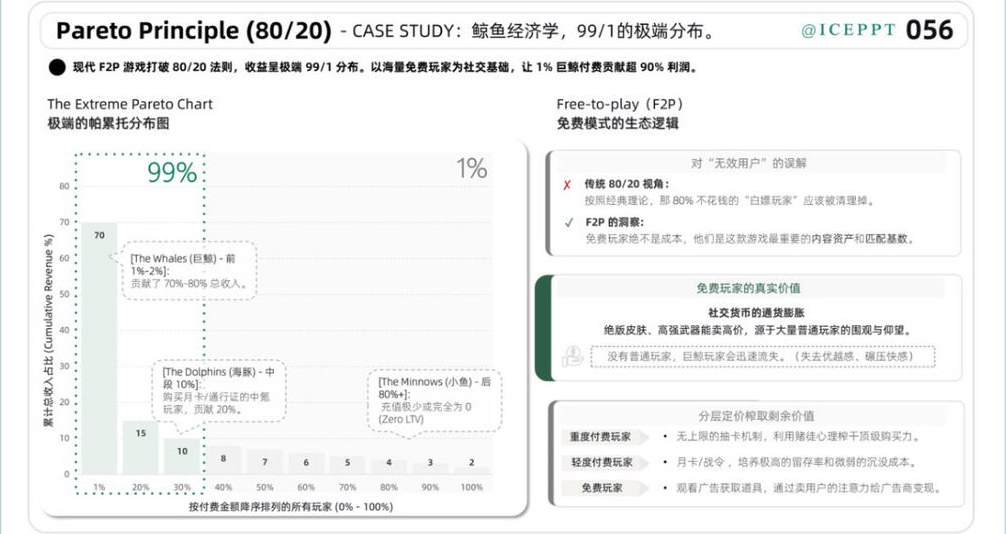 Pareto Principle (80/20) - CASE STUDY：鲸鱼经济学，99/1的极端分布。
@ICEPPT 056
现代 F2P 游戏打破 80/20 法则，收益呈极端 99/1 分布。以海量免费玩家为社交基础，让 1% 巨鲸付费贡献超 90% 利润。
The Extreme Pareto Chart
极端的帕累托分布图
99%
1%
累计总收入占比 (Cumulative Revenue %)
80
70
60
50
40
30
20
10
0
70
15
10
8
7
6
5
4
3
2
[The Whales (巨鲸) - 前
1%-2%]:
贡献了 70%-80% 总收入。
[The Dolphins (海豚) - 中
段 10%]:
购买月卡/通行证的中氪
玩家，贡献 20%。
[The Minnows (小鱼) - 后
80%+]:
充值极少或完全为 0
(Zero LTV)
1%
20%
30%
40%
50%
60%
70%
80%
90%
100%
按付费金额降序排列的所有玩家 (0% - 100%)
Free-to-play（F2P）
免费模式的生态逻辑
对“无效用户”的误解
✗ 传统 80/20 视角：
按照经典理论，那 80% 不花钱的“白嫖玩家”应该被清理掉。
✓ F2P 的洞察：
免费玩家绝不是成本，他们是这款游戏最重要的内容资产和匹配基数。
免费玩家的真实价值
社交货币的通货膨胀
绝版皮肤、高强武器能卖高价，源于大量普通玩家的围观与仰望。
没有普通玩家，巨鲸玩家会迅速流失。（失去优越感、碾压快感）
分层定价榨取剩余价值
重度付费玩家 • 无上限的抽卡机制，利用赌徒心理榨干顶级购买力。
轻度付费玩家 • 月卡/战令，培养极高的留存率和微弱的沉没成本。
免费玩家 • 观看广告获取道具，通过卖用户的注意力给广告商变现。